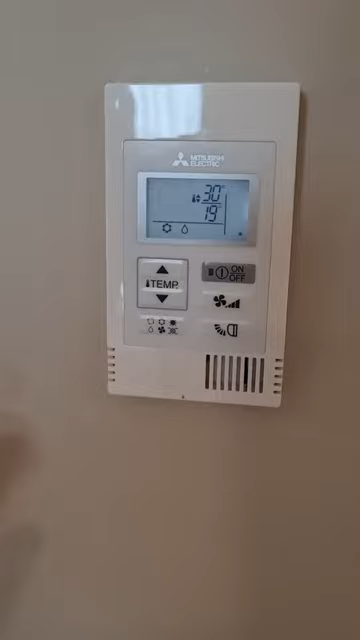 MITSUBISHI
ELECTRIC
30°
19°
TEMP.
ON
OFF